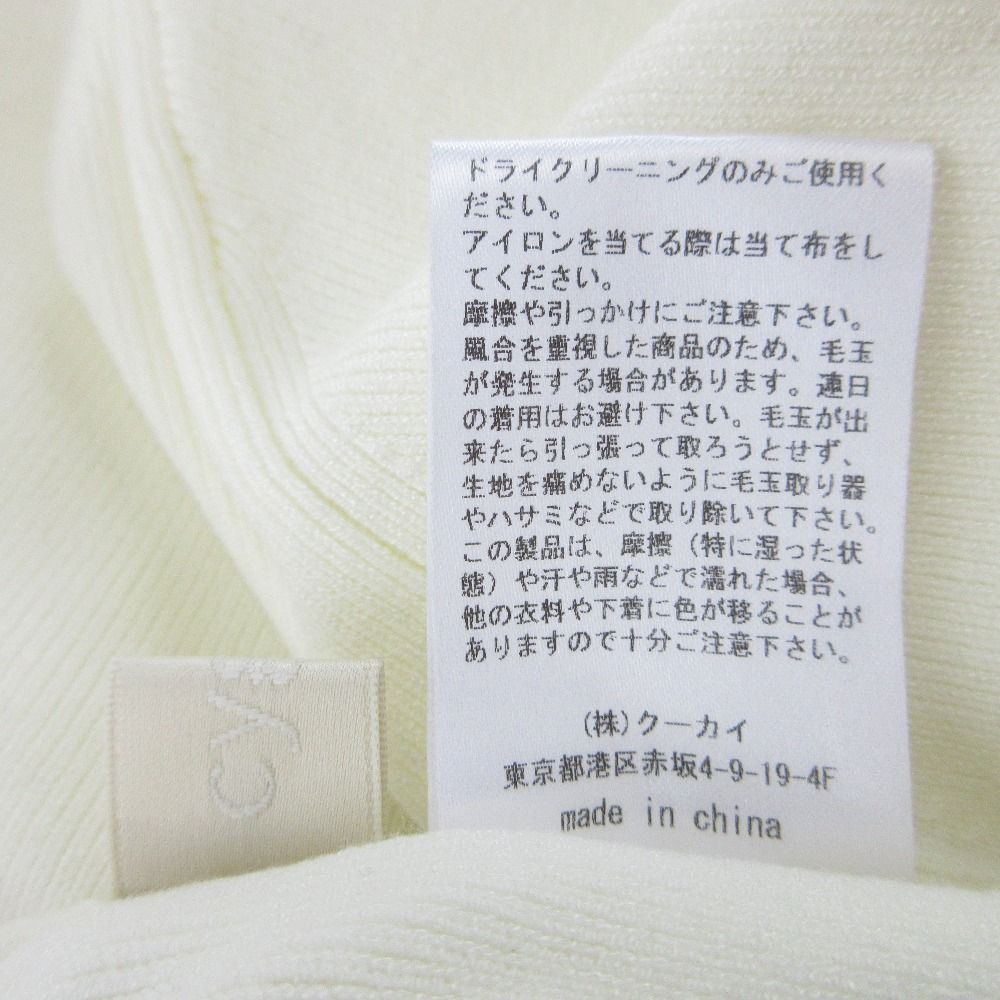 ドライクリーニングのみご使用く
ださい。
アイロンを当てる際は当て布をし
てください。
摩擦や引っかけにご注意下さい。
風合を重視した商品のため、毛玉
が発生する場合があります。連日
の着用はお避け下さい。毛玉が出
来たら引っ張って取ろうとせず、
生地を痛めないように毛玉取り器
やハサミなどで取り除いて下さい。
この製品は、摩擦（特に湿った状
態）や汗や雨などで濡れた場合、
他の衣料や下着に色が移ることが
ありますので十分ご注意下さい。
(株)クーカイ
東京都港区赤坂4-9-19-4F
made in china